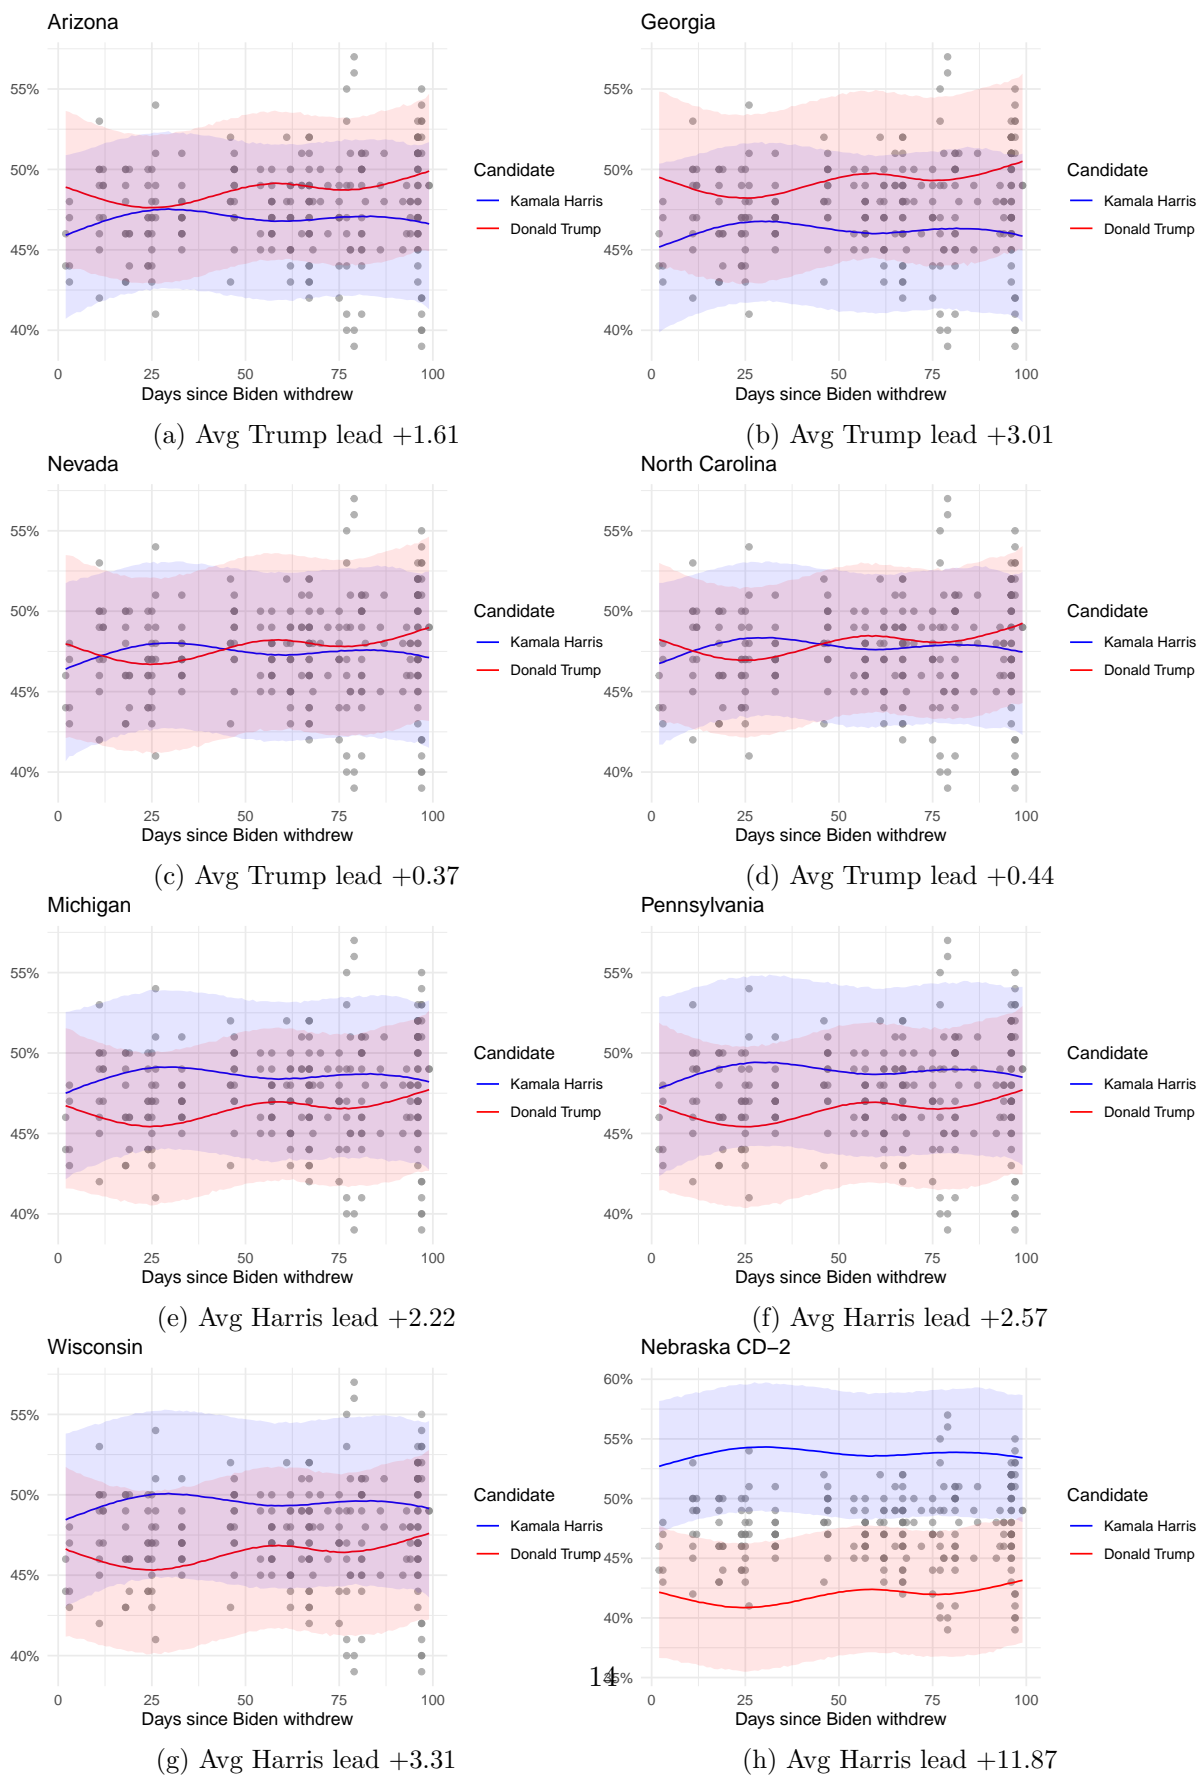 Arizona
55%
50%
45%
40%
0 25 50 75 100
Days since Biden withdrew
Candidate
Kamala Harris
Donald Trump
(a) Avg Trump lead +1.61
Georgia
55%
50%
45%
40%
0 25 50 75 100
Days since Biden withdrew
Candidate
Kamala Harris
Donald Trump
(b) Avg Trump lead +3.01
Nevada
55%
50%
45%
40%
0 25 50 75 100
Days since Biden withdrew
Candidate
Kamala Harris
Donald Trump
(c) Avg Trump lead +0.37
North Carolina
55%
50%
45%
40%
0 25 50 75 100
Days since Biden withdrew
Candidate
Kamala Harris
Donald Trump
(d) Avg Trump lead +0.44
Michigan
55%
50%
45%
40%
0 25 50 75 100
Days since Biden withdrew
Candidate
Kamala Harris
Donald Trump
(e) Avg Harris lead +2.22
Pennsylvania
55%
50%
45%
40%
0 25 50 75 100
Days since Biden withdrew
Candidate
Kamala Harris
Donald Trump
(f) Avg Harris lead +2.57
Wisconsin
55%
50%
45%
40%
0 25 50 75 100
Days since Biden withdrew
Candidate
Kamala Harris
Donald Trump
(g) Avg Harris lead +3.31
Nebraska CD−2
60%
55%
50%
45%
40%
35%
0 25 50 75 100
Days since Biden withdrew
Candidate
Kamala Harris
Donald Trump
(h) Avg Harris lead +11.87
14